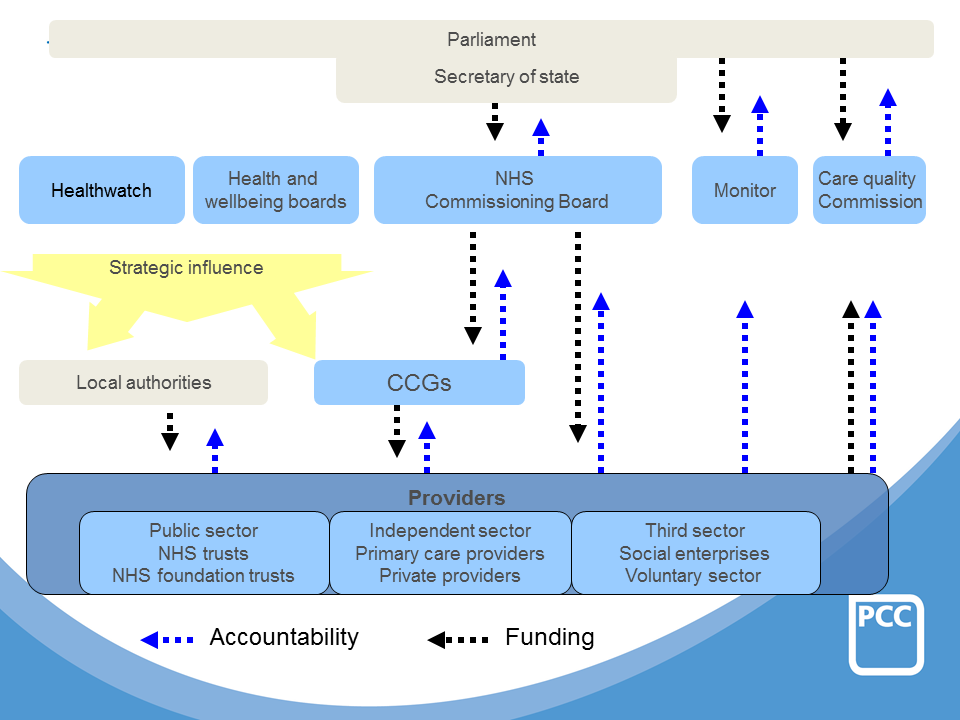 Parliament
Secretary of state
Healthwatch
Health and
wellbeing boards
NHS
Commissioning Board
Monitor
Care quality
Commission
Strategic influence
Local authorities
CCGs
Providers
Public sector
NHS trusts
NHS foundation trusts
Independent sector
Primary care providers
Private providers
Third sector
Social enterprises
Voluntary sector
Accountability
Funding
PCC